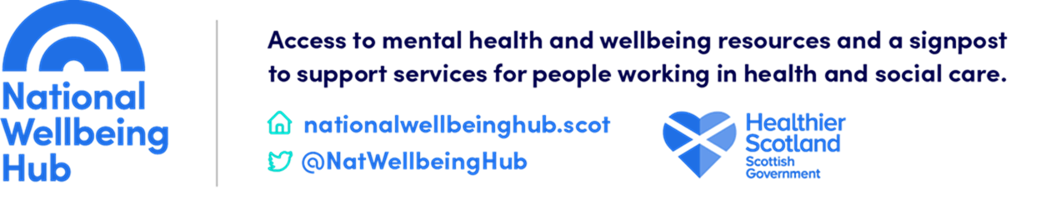 National
Wellbeing
Hub
Access to mental health and wellbeing resources and a signpost
to support services for people working in health and social care.
nationalwellbeinghub.scot
@NatWellbeingHub
Healthier
Scotland
Scottish
Government